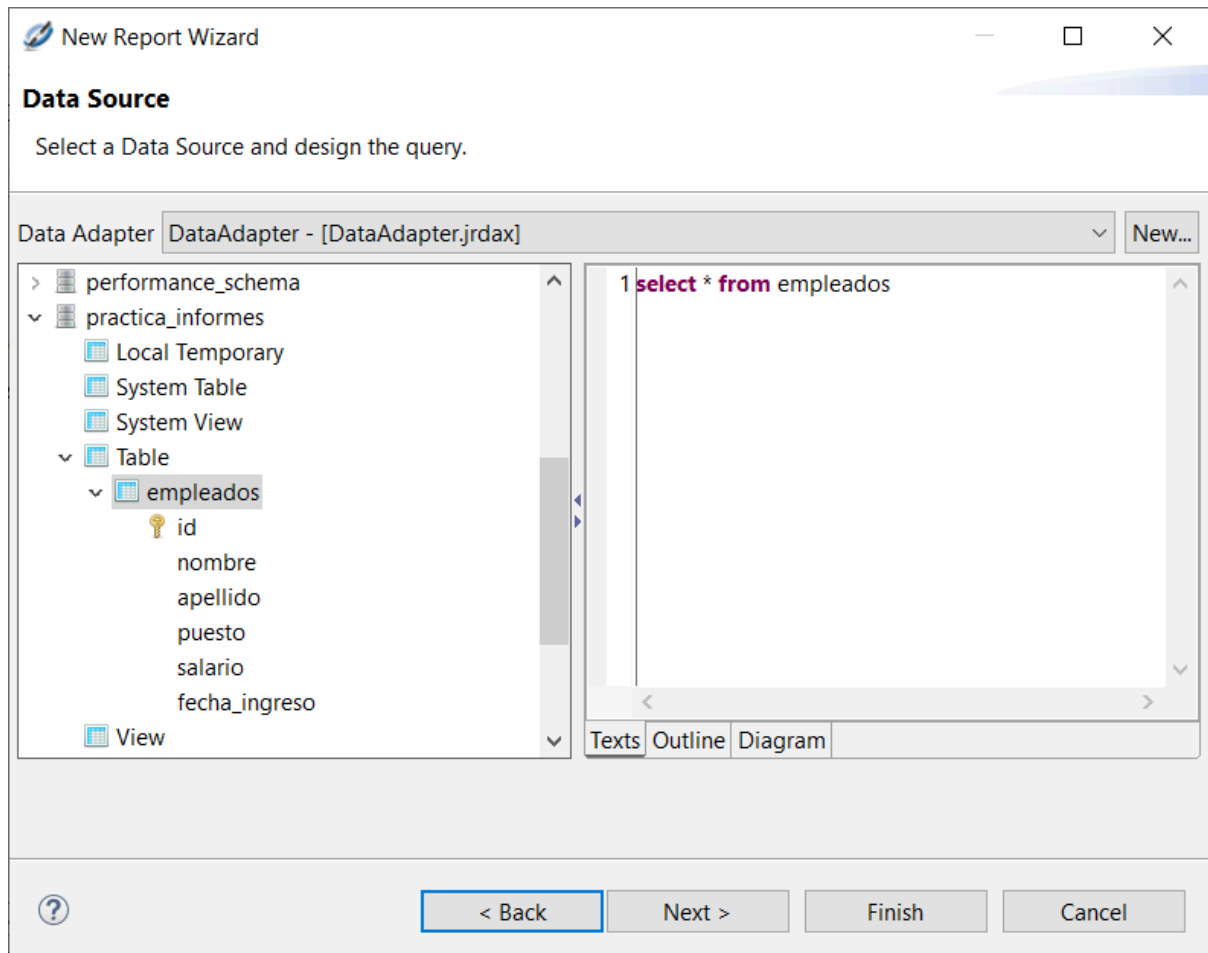 New Report Wizard
Data Source
Select a Data Source and design the query.
Data Adapter DataAdapter - [DataAdapter.jrdax] New...
performance_schema
practica_informes
Local Temporary
System Table
System View
Table
empleados
id
nombre
apellido
puesto
salario
fecha_ingreso
View
1 select * from empleados
Texts Outline Diagram
? < Back Next > Finish Cancel